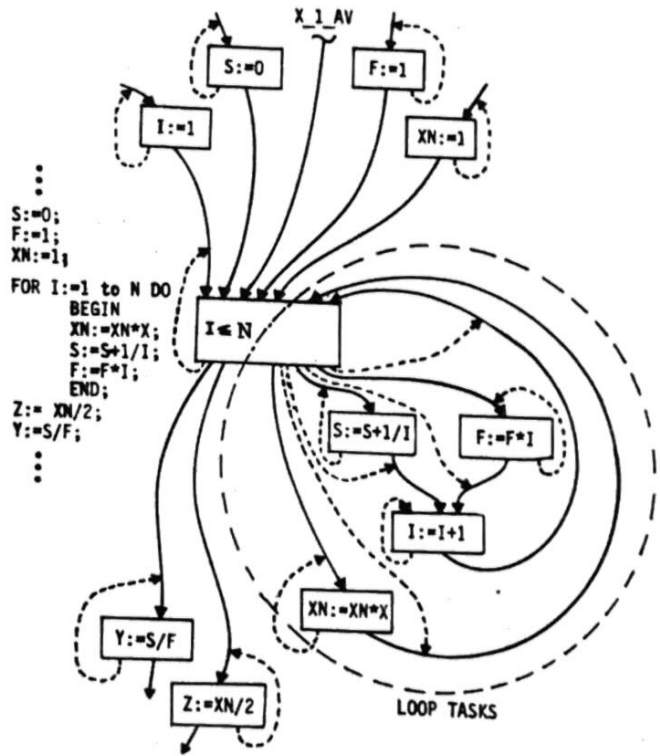 X_1_AV
S:=0
F:=1
I:=1
XN:=1
S:=0;
F:=1;
XN:=1;
FOR I:=1 to N DO
BEGIN
XN:=XN*X;
S:=S+1/I;
F:=F*I;
END;
Z:= XN/2;
Y:=S/F;
I≤N
S:=S+1/I
F:=F*I
I:=I+1
XN:=XN*X
Y:=S/F
Z:=XN/2
LOOP TASKS